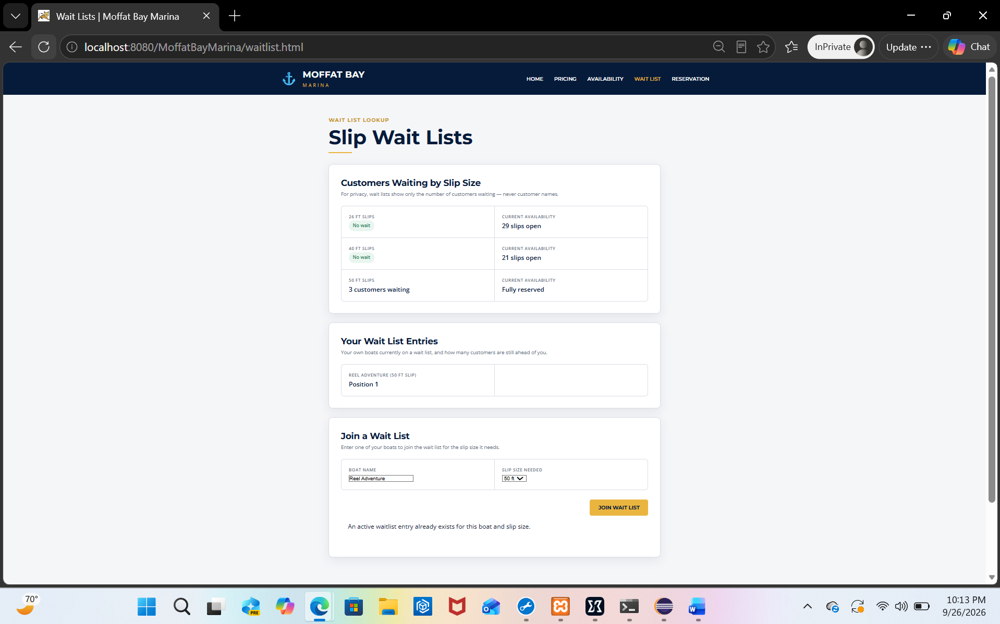 Wait Lists | Moffat Bay Marina
localhost:8080/MoffatBayMarina/waitlist.html
InPrivate
Update
Chat
MOFFAT BAY
MARINA
HOME
PRICING
AVAILABILITY
WAIT LIST
RESERVATION
WAIT LIST LOOKUP
Slip Wait Lists
Customers Waiting by Slip Size
For privacy, wait lists show only the number of customers waiting — never customer names.
26 FT SLIPS
No wait
CURRENT AVAILABILITY
29 slips open
40 FT SLIPS
No wait
CURRENT AVAILABILITY
21 slips open
50 FT SLIPS
3 customers waiting
CURRENT AVAILABILITY
Fully reserved
Your Wait List Entries
Your own boats currently on a wait list, and how many customers are still ahead of you.
REEL ADVENTURE (50 FT SLIP)
Position 1
Join a Wait List
Enter one of your boats to join the wait list for the slip size it needs.
BOAT NAME
Reel Adventure
SLIP SIZE NEEDED
50 ft
JOIN WAIT LIST
An active waitlist entry already exists for this boat and slip size.
70°
PRE
10:13 PM
9/26/2026